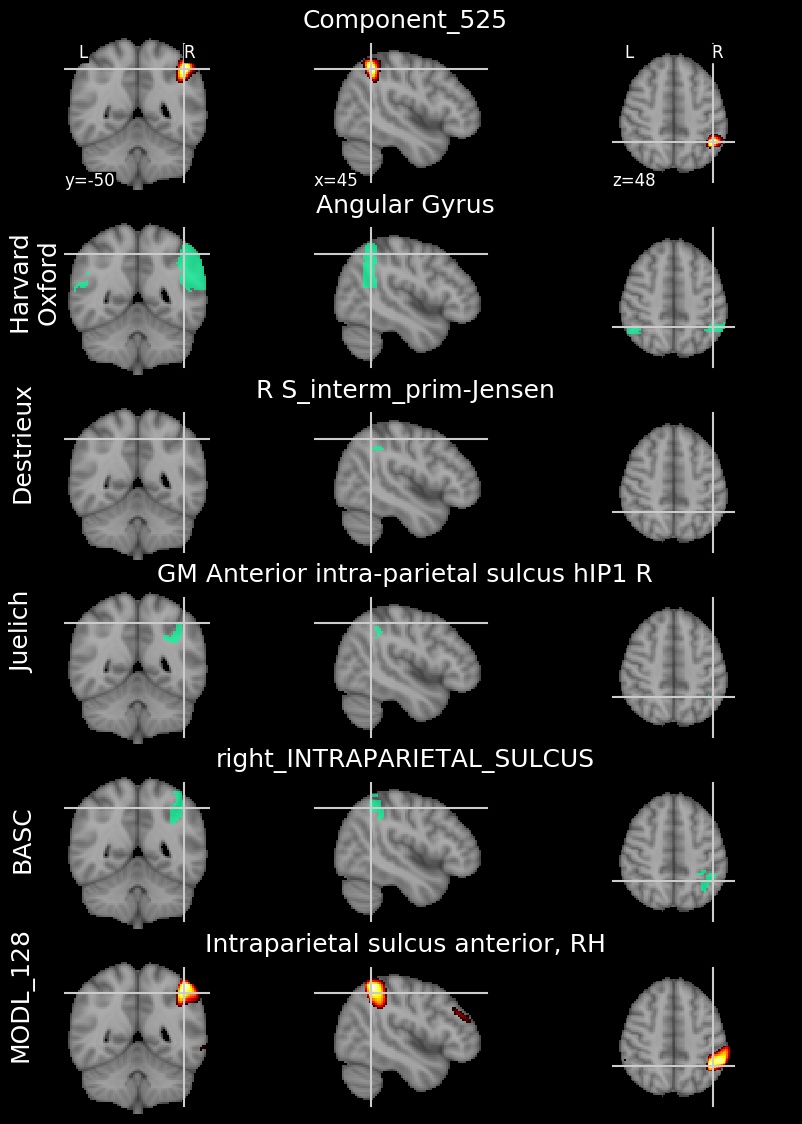 Component_525
L R
L R
y=-50
x=45
z=48
Angular Gyrus
Harvard
Oxford
R S_interm_prim-Jensen
Destrieux
GM Anterior intra-parietal sulcus hIP1 R
Juelich
right_INTRAPARIETAL_SULCUS
BASC
Intraparietal sulcus anterior, RH
MODL_128